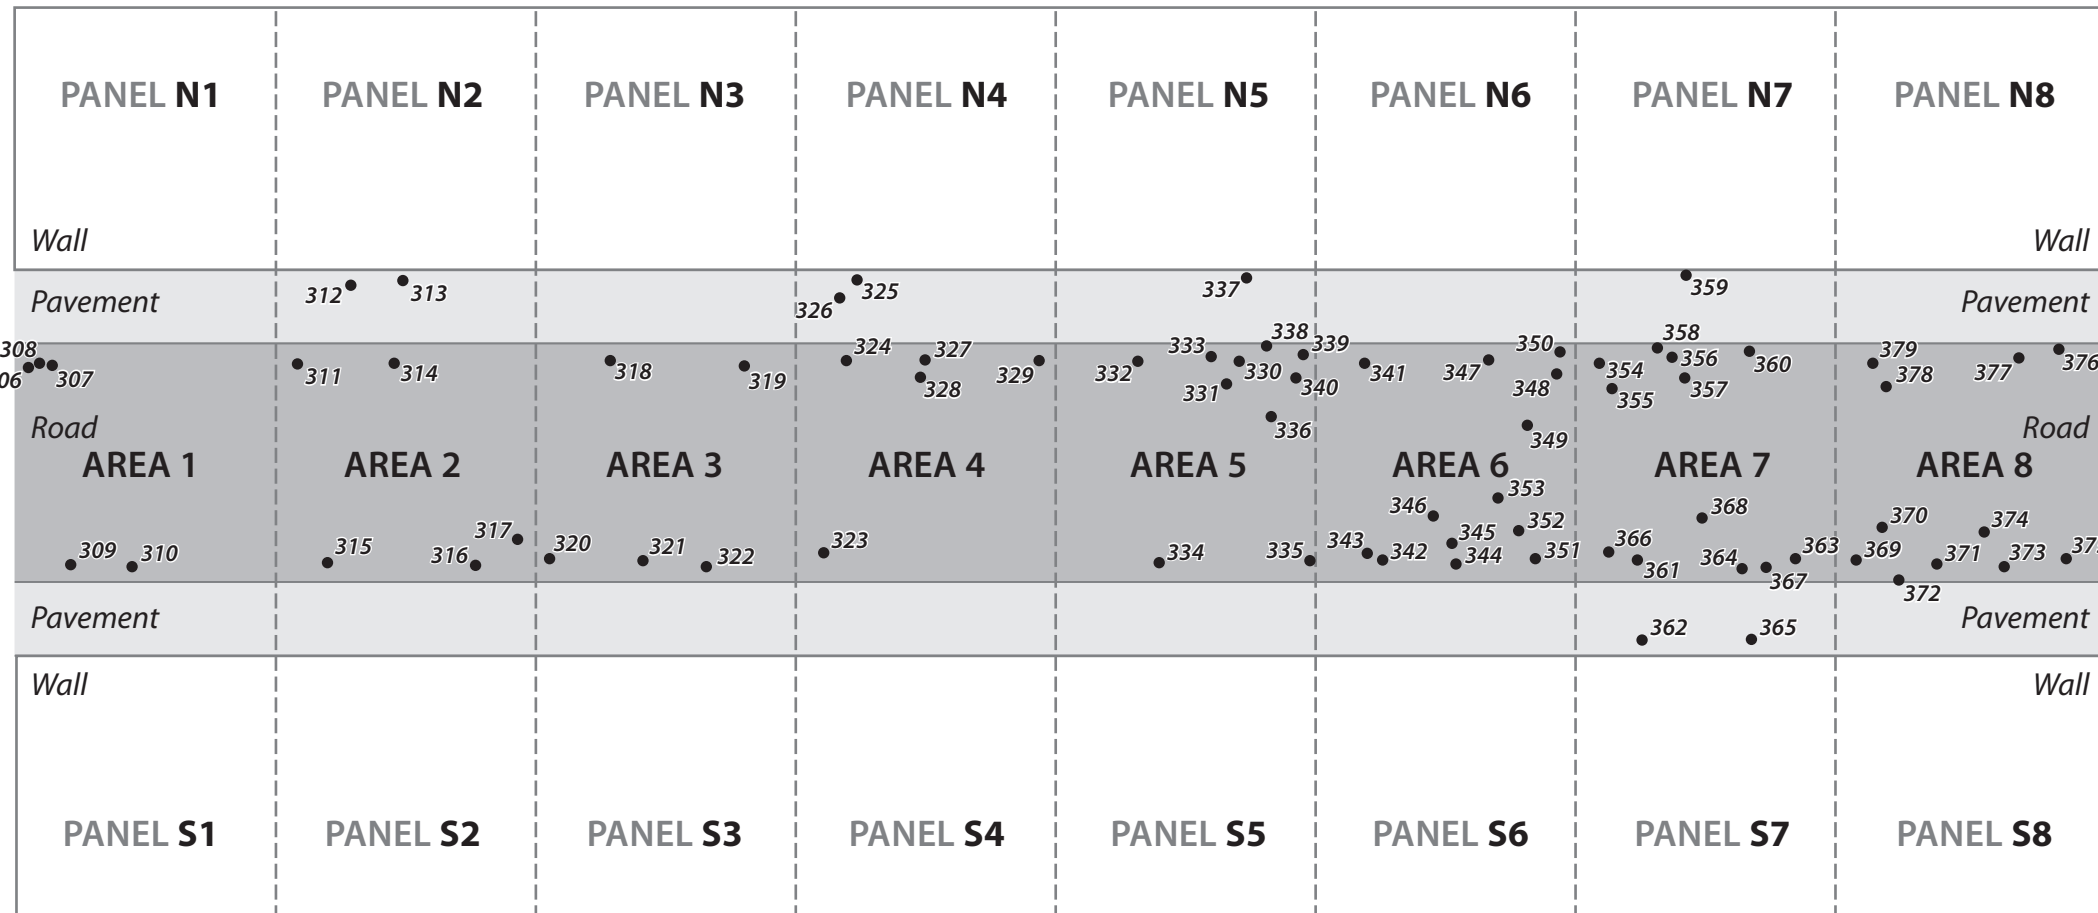 PANEL N1 PANEL N2 PANEL N3 PANEL N4 PANEL N5 PANEL N6 PANEL N7 PANEL N8
Wall Wall
Pavement 312 313 326 325 337 359 Pavement
308 06 307 311 314 318 319 324 327 328 329 332 333 331 330 338 339 340 336 341 347 350 348 349 354 355 358 356 357 360 379 378 377 376
Road Road
AREA 1 AREA 2 AREA 3 AREA 4 AREA 5 AREA 6 AREA 7 AREA 8
309 310 315 316 317 320 321 322 323 334 335 343 342 346 345 344 353 352 351 366 361 368 364 367 363 369 370 371 372 374 373 37
Pavement 362 365 Pavement
Wall Wall
PANEL S1 PANEL S2 PANEL S3 PANEL S4 PANEL S5 PANEL S6 PANEL S7 PANEL S8